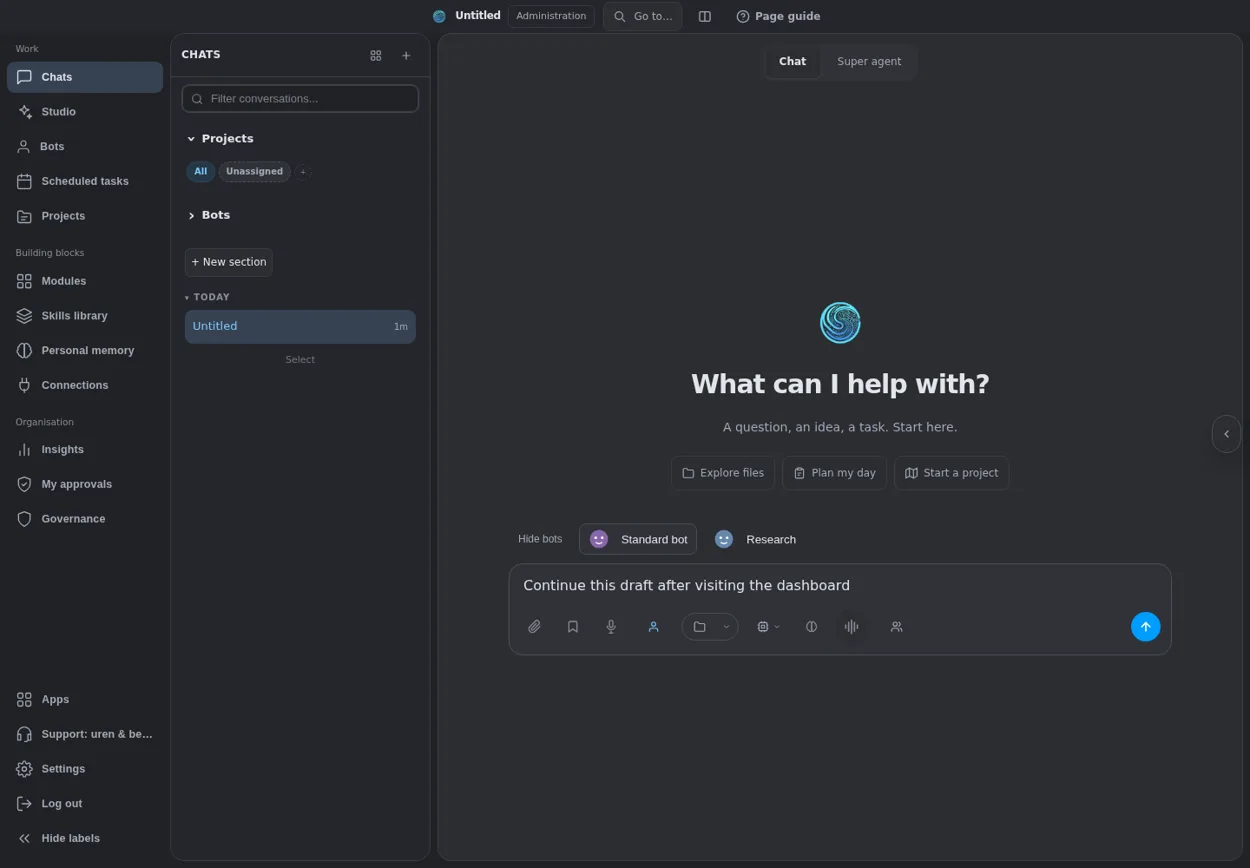 Untitled
Administration
Go to...
Page guide
Work
Chats
Studio
Bots
Scheduled tasks
Projects
Building blocks
Modules
Skills library
Personal memory
Connections
Organisation
Insights
My approvals
Governance
Apps
Support: uren & be...
Settings
Log out
Hide labels
CHATS
Filter conversations...
Projects
All
Unassigned
+
Bots
+ New section
TODAY
Untitled
1m
Select
Chat
Super agent
What can I help with?
A question, an idea, a task. Start here.
Explore files
Plan my day
Start a project
Hide bots
Standard bot
Research
Continue this draft after visiting the dashboard